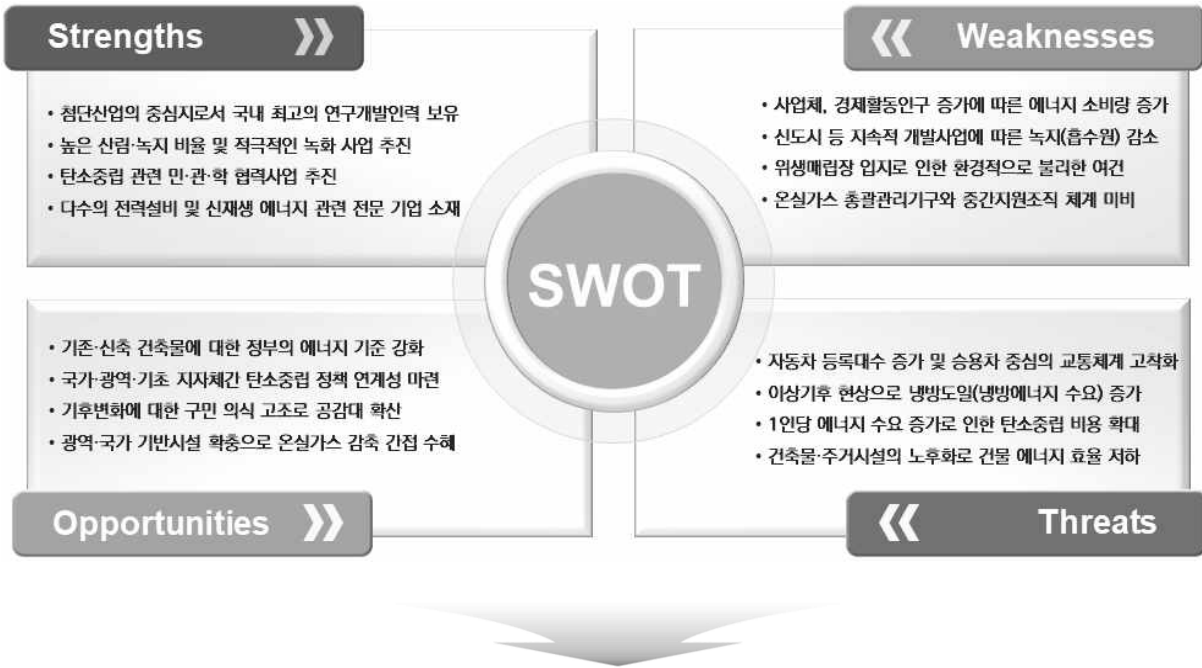 Strengths
• 첨단산업의 중심지로서 국내 최고의 연구개발인력 보유
• 높은 산림·녹지 비율 및 적극적인 녹화 사업 추진
• 탄소중립 관련 민·관·학 협력사업 추진
• 다수의 전력설비 및 신재생 에너지 관련 전문 기업 소재
Weaknesses
• 사업체, 경제활동인구 증가에 따른 에너지 소비량 증가
• 신도시 등 지속적 개발사업에 따른 녹지(흡수원) 감소
• 위생매립장 입지로 인한 환경적으로 불리한 여건
• 온실가스 총괄관리기구와 중간지원조직 체계 미비
SWOT
• 기존·신축 건축물에 대한 정부의 에너지 기준 강화
• 국가·광역·기초 지자체간 탄소중립 정책 연계성 마련
• 기후변화에 대한 구민 의식 고조로 공감대 확산
• 광역·국가 기반시설 확충으로 온실가스 감축 간접 수혜
Opportunities
• 자동차 등록대수 증가 및 승용차 중심의 교통체계 고착화
• 이상기후 현상으로 냉방도일(냉방에너지 수요) 증가
• 1인당 에너지 수요 증가로 인한 탄소중립 비용 확대
• 건축물·주거시설의 노후화로 건물 에너지 효율 저하
Threats